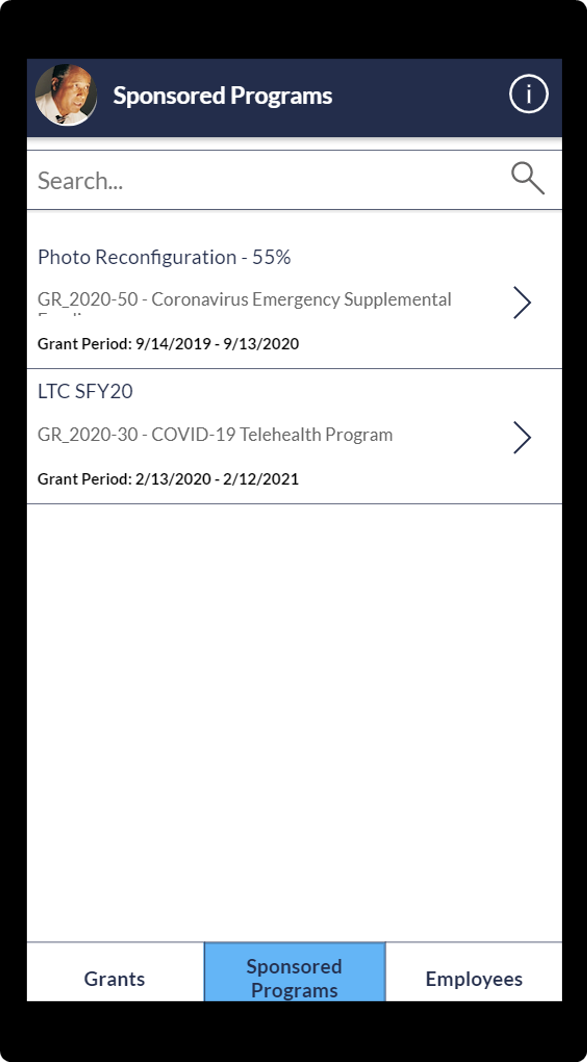 Sponsored Programs
i
Search...
Photo Reconfiguration - 55%
GR_2020-50 - Coronavirus Emergency Supplemental
Grant Period: 9/14/2019 - 9/13/2020
LTC SFY20
GR_2020-30 - COVID-19 Telehealth Program
Grant Period: 2/13/2020 - 2/12/2021
Grants
Sponsored
Programs
Employees